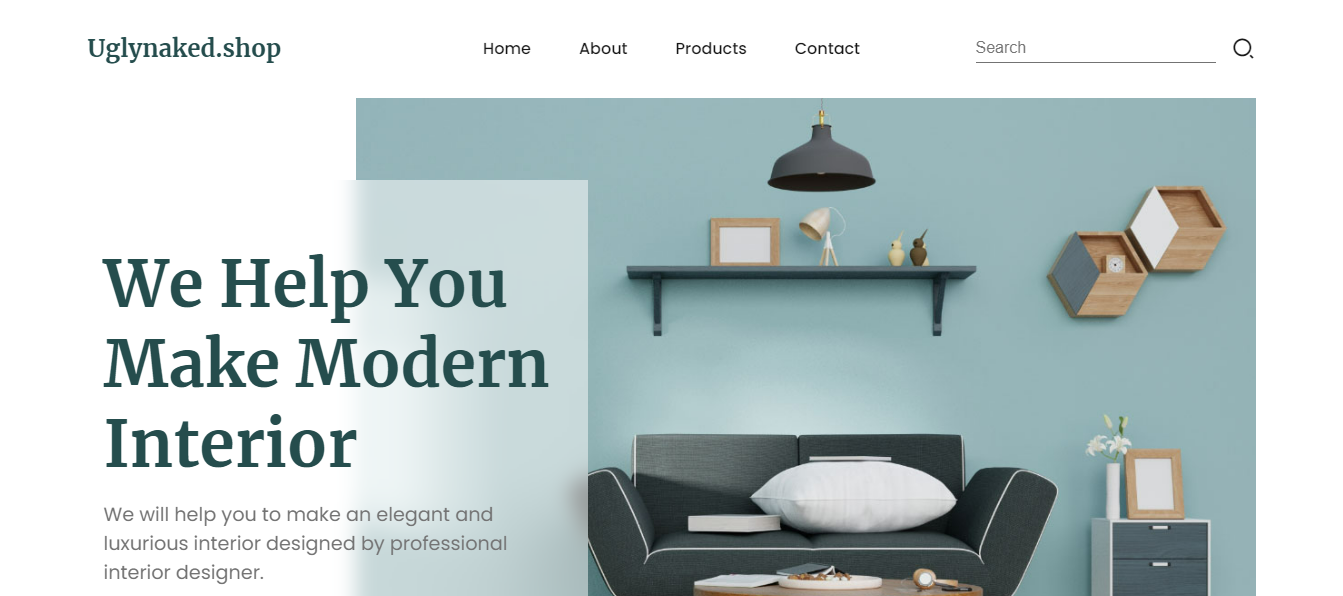 Uglynaked.shop
Home About Products Contact
Search
We Help You
Make Modern
Interior
We will help you to make an elegant and
luxurious interior designed by professional
interior designer.